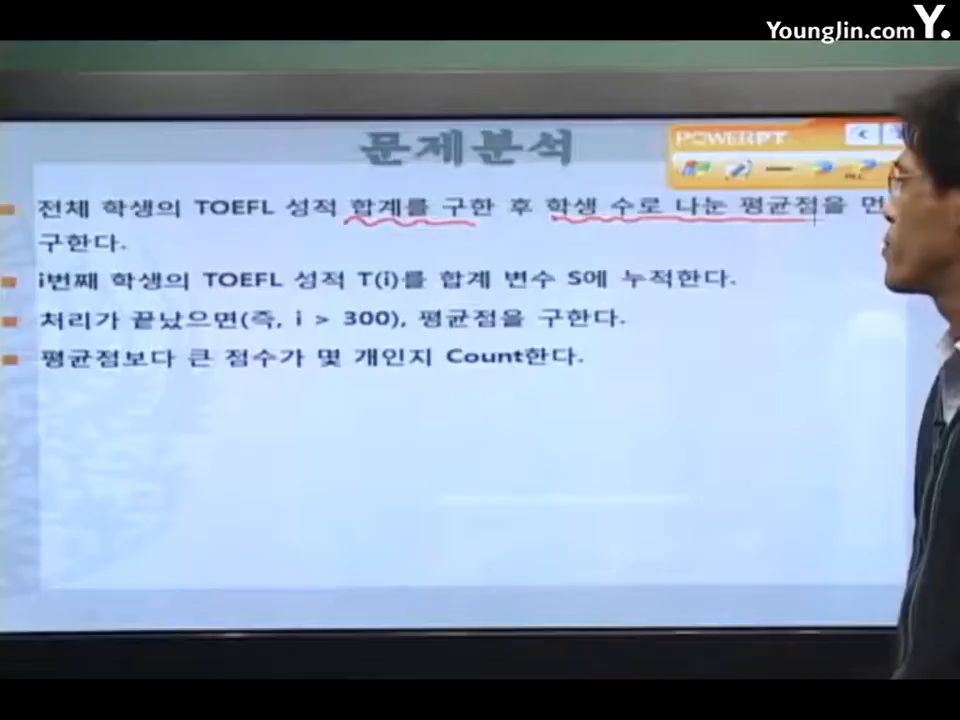 YoungJin.com Y.
문제분석
POWERPT
전체 학생의 TOEFL 성적 합계를 구한 후 학생 수로 나눈 평균점을 먼
구한다.
i번째 학생의 TOEFL 성적 T(i)를 합계 변수 S에 누적한다.
처리가 끝났으면(즉, i > 300), 평균점을 구한다.
평균점보다 큰 점수가 몇 개인지 Count한다.